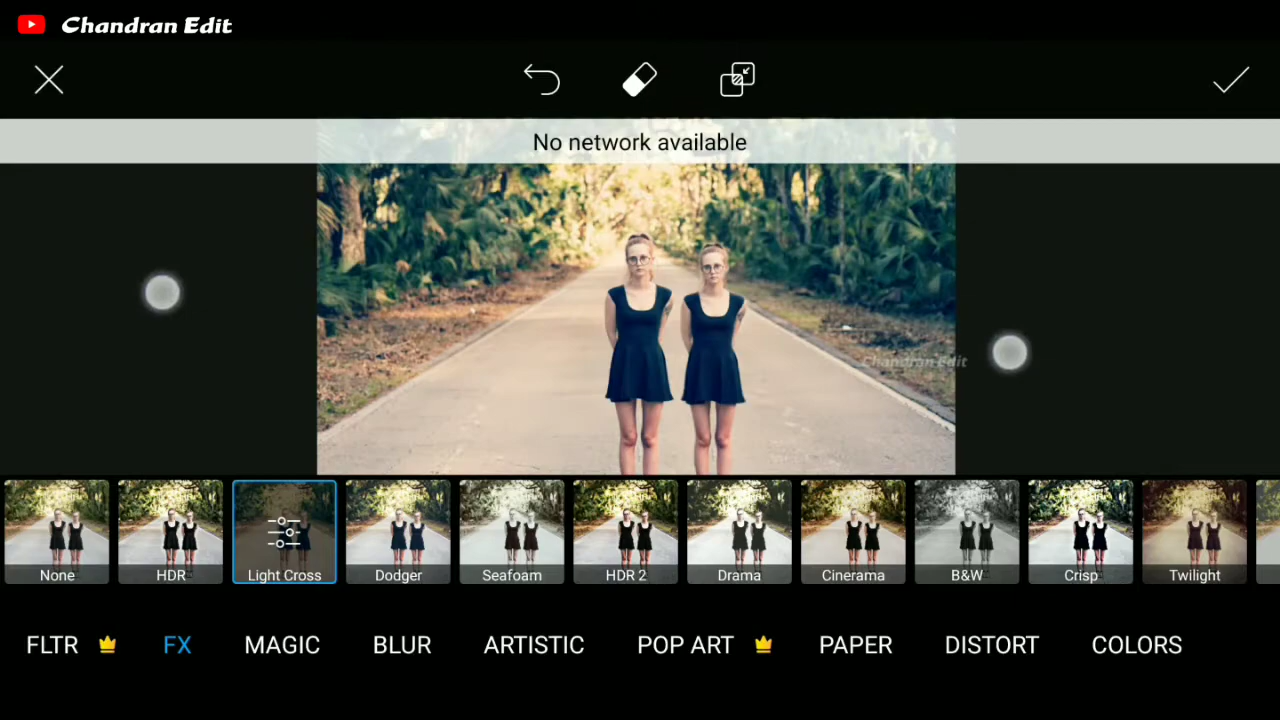 Chandran Edit
No network available
Chandran Edit
None
HDR
Light Cross
Dodger
Seafoam
HDR 2
Drama
Cinerama
B&W
Crisp
Twilight
FLTR
FX
MAGIC
BLUR
ARTISTIC
POP ART
PAPER
DISTORT
COLORS